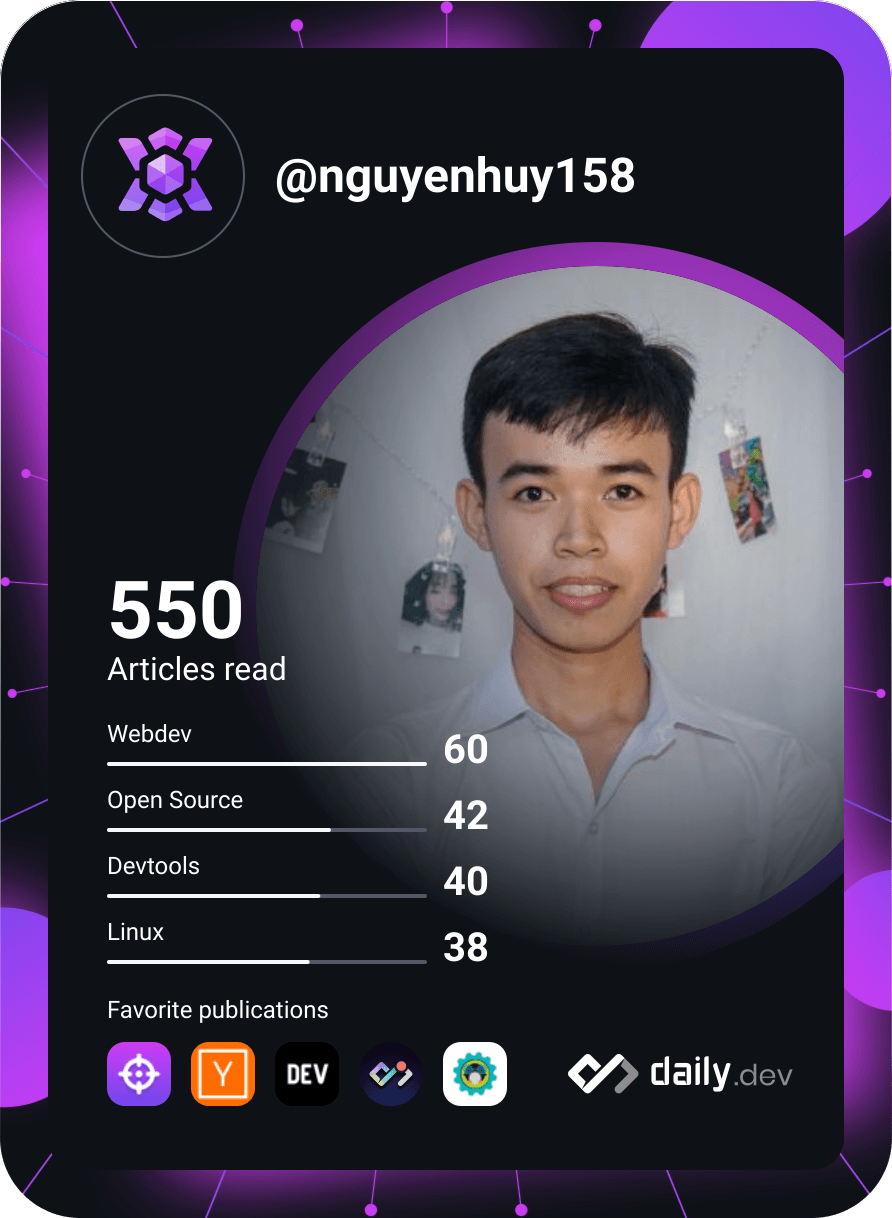 @nguyenhuy158
550
Articles read
Webdev
60
Open Source
42
Devtools
40
Linux
38
Favorite publications
Y
DEV
daily.dev